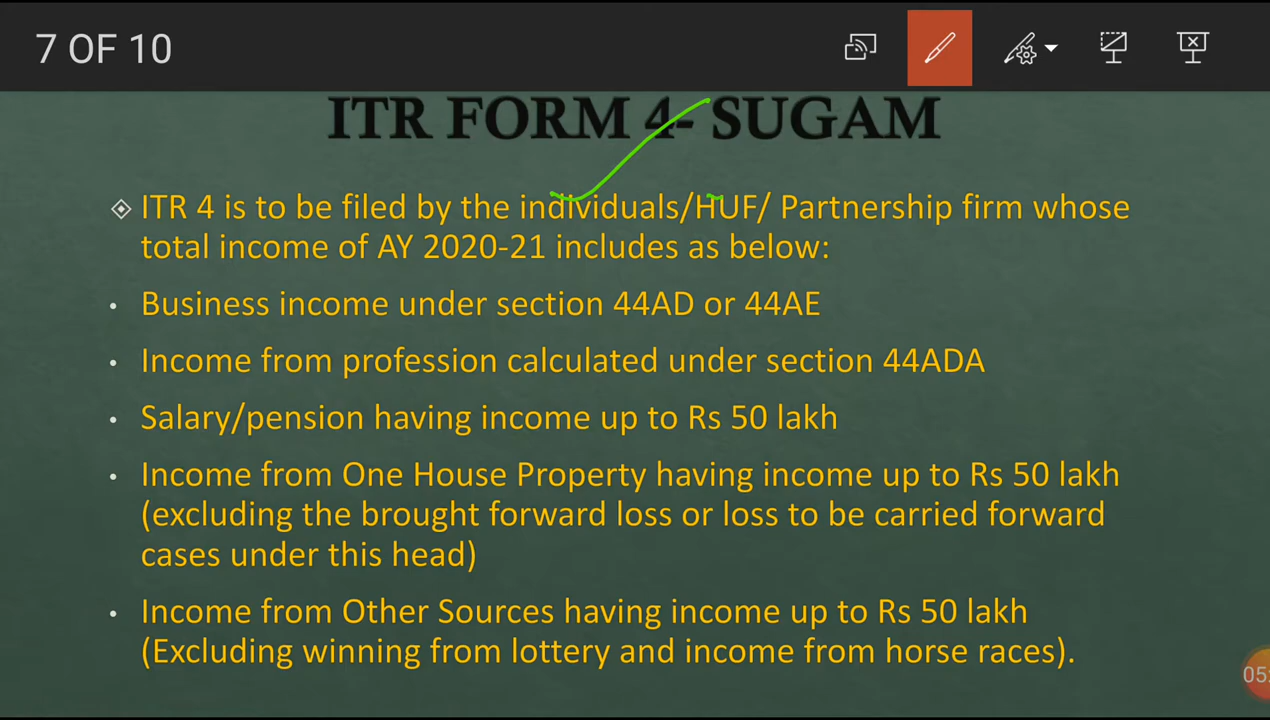 7 OF 10
ITR FORM 4- SUGAM
ITR 4 is to be filed by the individuals/HUF/ Partnership firm whose
total income of AY 2020-21 includes as below:
Business income under section 44AD or 44AE
Income from profession calculated under section 44ADA
Salary/pension having income up to Rs 50 lakh
Income from One House Property having income up to Rs 50 lakh
(excluding the brought forward loss or loss to be carried forward
cases under this head)
Income from Other Sources having income up to Rs 50 lakh
(Excluding winning from lottery and income from horse races).